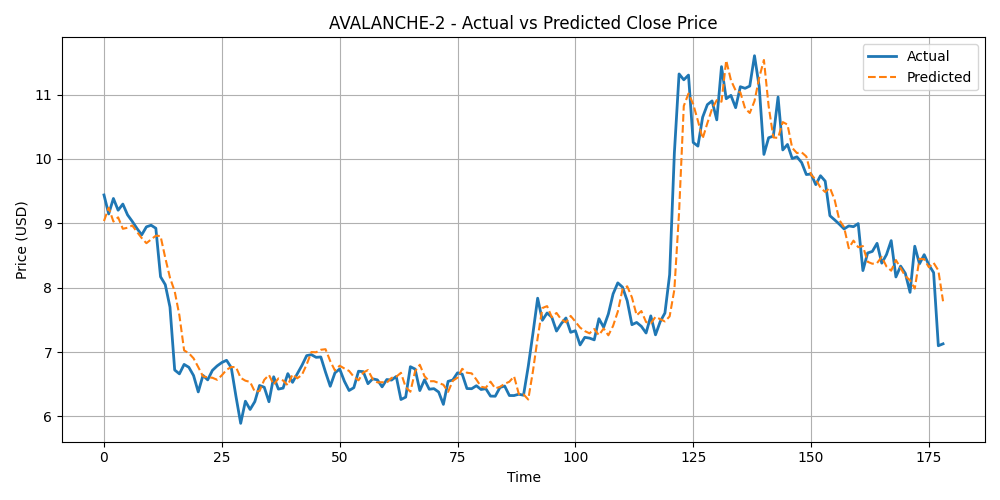 AVALANCHE-2 - Actual vs Predicted Close Price
Actual
Predicted
Price (USD)
11
10
9
8
7
6
0 25 50 75 100 125 150 175
Time